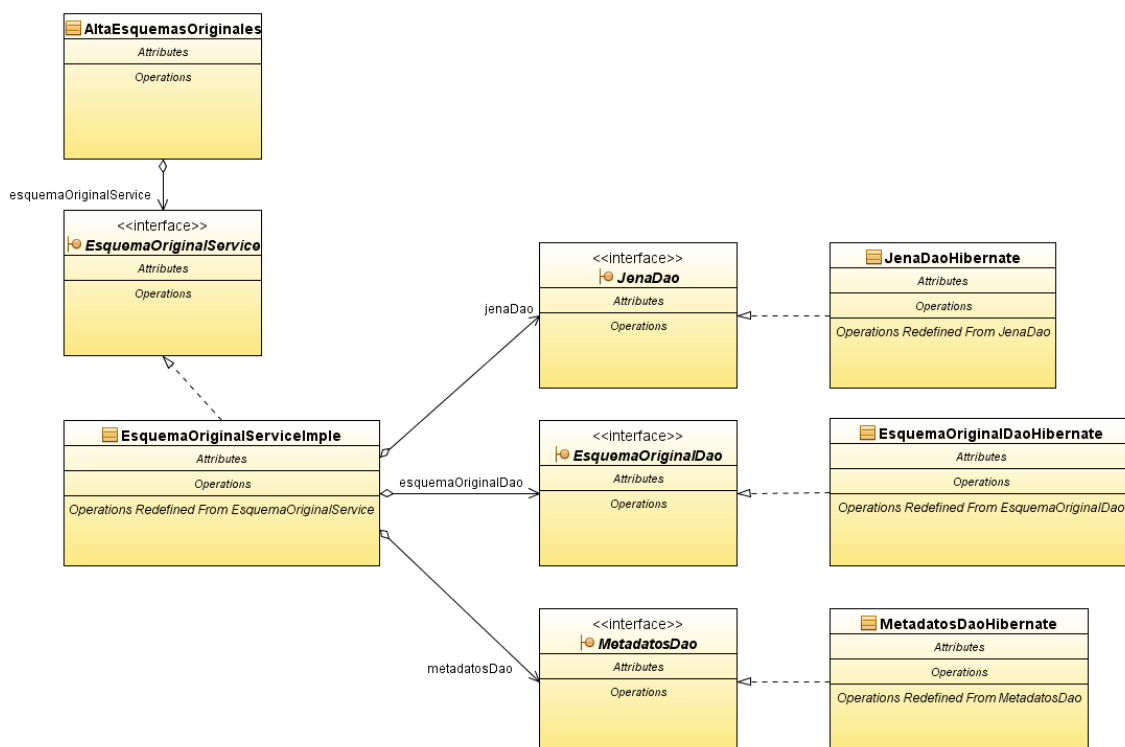 AltaEsquemasOriginales
Attributes
Operations
esquemaOriginalService
<<interface>>
EsquemaOriginalService
Attributes
Operations
EsquemaOriginalServiceImple
Attributes
Operations
Operations Redefined From EsquemaOriginalService
jenaDao
<<interface>>
JenaDao
Attributes
Operations
JenaDaoHibernate
Attributes
Operations
Operations Redefined From JenaDao
esquemaOriginalDao
<<interface>>
EsquemaOriginalDao
Attributes
Operations
EsquemaOriginalDaoHibernate
Attributes
Operations
Operations Redefined From EsquemaOriginalDao
metadatosDao
<<interface>>
MetadatosDao
Attributes
Operations
MetadatosDaoHibernate
Attributes
Operations
Operations Redefined From MetadatosDao